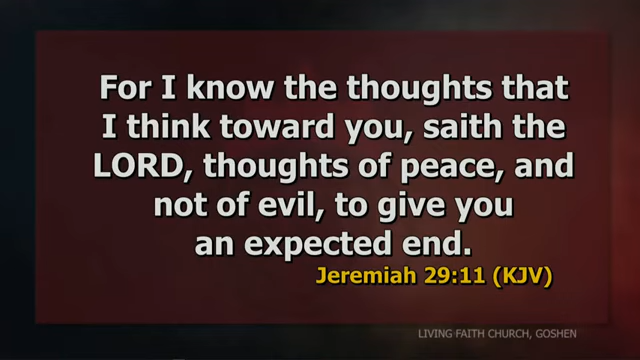 For I know the thoughts that
I think toward you, saith the
LORD, thoughts of peace, and
not of evil, to give you
an expected end.
Jeremiah 29:11 (KJV)
LIVING FAITH CHURCH, GOSHEN